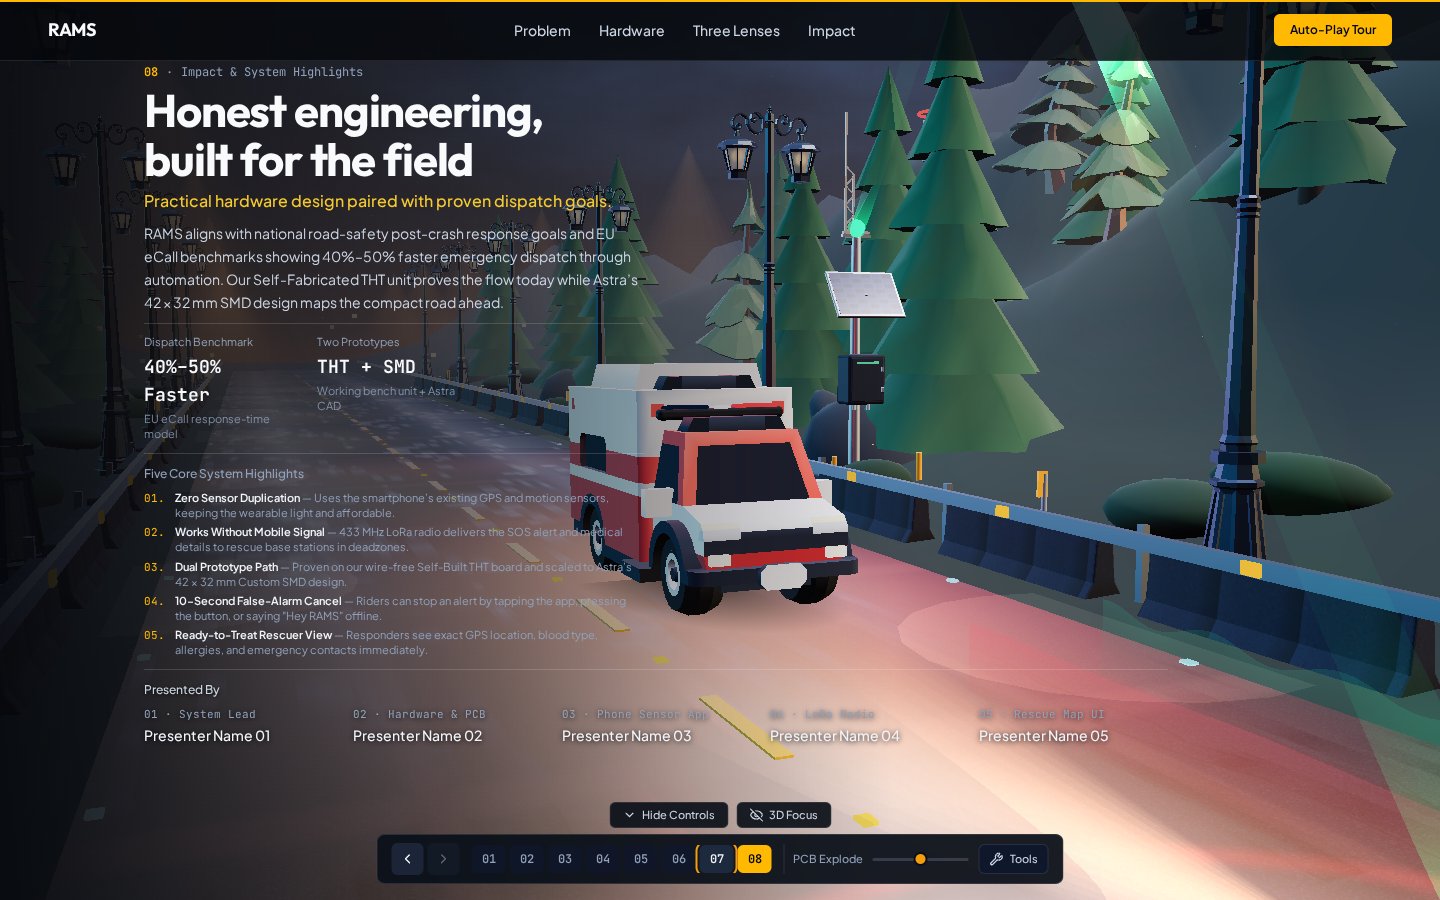 RAMS
Problem
Hardware
Three Lenses
Impact
Auto-Play Tour
08 · Impact & System Highlights
Honest engineering,
built for the field
Practical hardware design paired with proven dispatch goals.
RAMS aligns with national road-safety post-crash response goals and EU
eCall benchmarks showing 40%–50% faster emergency dispatch through
automation. Our Self-Fabricated THT unit proves the flow today while Astra's
42 × 32 mm SMD design maps the compact road ahead.
Dispatch Benchmark
40%–50%
Faster
EU eCall response-time
model
Two Prototypes
THT + SMD
Working bench unit + Astra
CAD
Five Core System Highlights
01. Zero Sensor Duplication — Uses the smartphone's existing GPS and motion sensors,
keeping the wearable light and affordable.
02. Works Without Mobile Signal — 433 MHz LoRa radio delivers the SOS alert and medical
details to rescue base stations in deadzones.
03. Dual Prototype Path — Proven on our wire-free Self-Built THT board and scaled to Astra's
42 × 32 mm Custom SMD design.
04. 10-Second False-Alarm Cancel — Riders can stop an alert by tapping the app, pressing
the button, or saying "Hey RAMS" offline.
05. Ready-to-Treat Rescuer View — Responders see exact GPS location, blood type,
allergies, and emergency contacts immediately.
Presented By
01 · System Lead
Presenter Name 01
02 · Hardware & PCB
Presenter Name 02
03 · Phone Sensor App
Presenter Name 03
04 · LoRa Radio
Presenter Name 04
05 · Rescue Map UI
Presenter Name 05
Hide Controls
3D Focus
01 02 03 04 05 06 07 08
PCB Explode
Tools